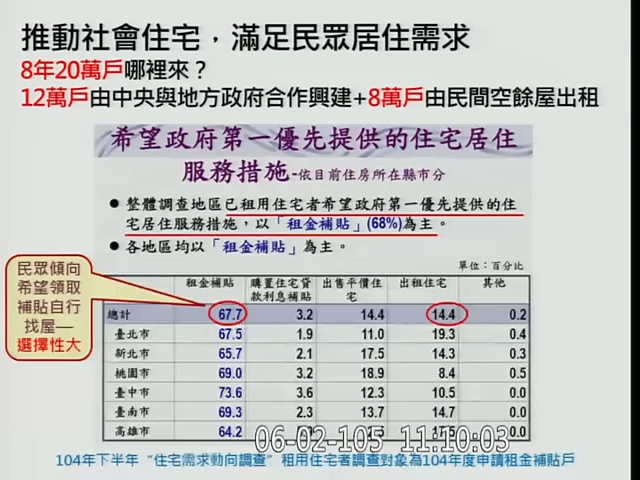 推動社會住宅，滿足民眾居住需求
8年20萬戶哪裡來？
12萬戶由中央與地方政府合作興建+8萬戶由民間空餘屋出租
希望政府第一優先提供的住宅居住
服務措施-依目前住房所在縣市分
● 整體調查地區已租用住宅者希望政府第一優先提供的住
宅居住服務措施，以「租金補貼」(68%)為主。
● 各地區均以「租金補貼」為主。
單位：百分比
民眾傾向
希望領取
補貼自行
找屋—
選擇性大
租金補貼 購置住宅貸款利息補貼 出售平價住宅 出租住宅 其他
總計 67.7 3.2 14.4 14.4 0.2
臺北市 67.5 1.9 11.0 19.3 0.4
新北市 65.7 2.1 17.5 14.3 0.3
桃園市 69.0 3.2 18.9 8.4 0.5
臺中市 73.6 3.6 12.3 10.5 0.0
臺南市 69.3 2.3 13.7 14.7 0.0
高雄市 64.2 0.0
06-02-105 11:10:03
104年下半年“住宅需求動向調查”租用住宅者調查對象為104年度申請租金補貼戶